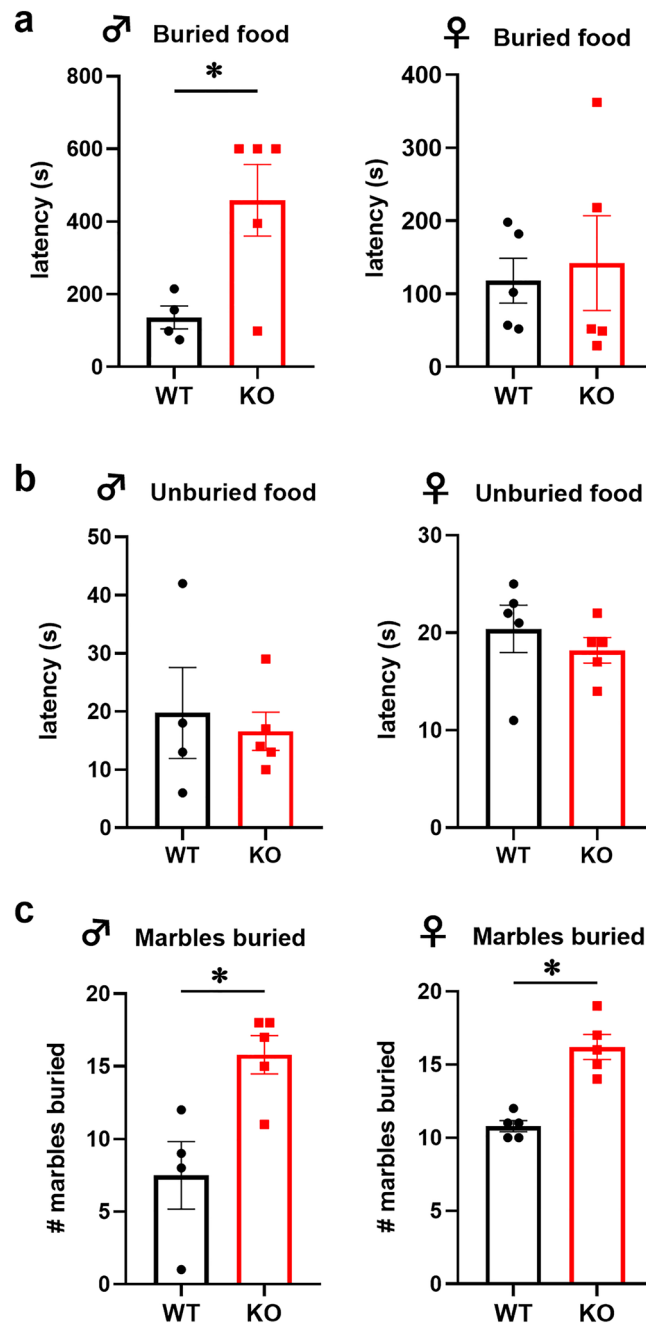 a
♂ Buried food
*
latency (s)
800
600
400
200
0
WT KO
♀ Buried food
latency (s)
400
300
200
100
0
WT KO
b
♂ Unburied food
latency (s)
50
40
30
20
10
0
WT KO
♀ Unburied food
latency (s)
30
20
10
0
WT KO
c
♂ Marbles buried
*
# marbles buried
20
15
10
5
0
WT KO
♀ Marbles buried
*
# marbles buried
20
15
10
5
0
WT KO